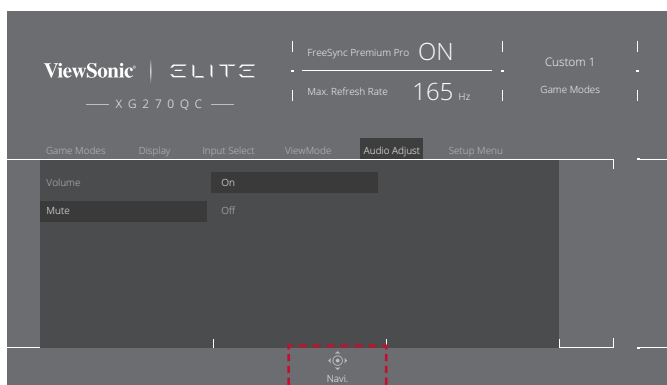 ViewSonic® | ELITE
XG270QC
FreeSync Premium Pro ON
Max. Refresh Rate 165 Hz
Custom 1
Game Modes
Game Modes Display Input Select ViewMode Audio Adjust Setup Menu
Volume On
Mute Off
Navi.